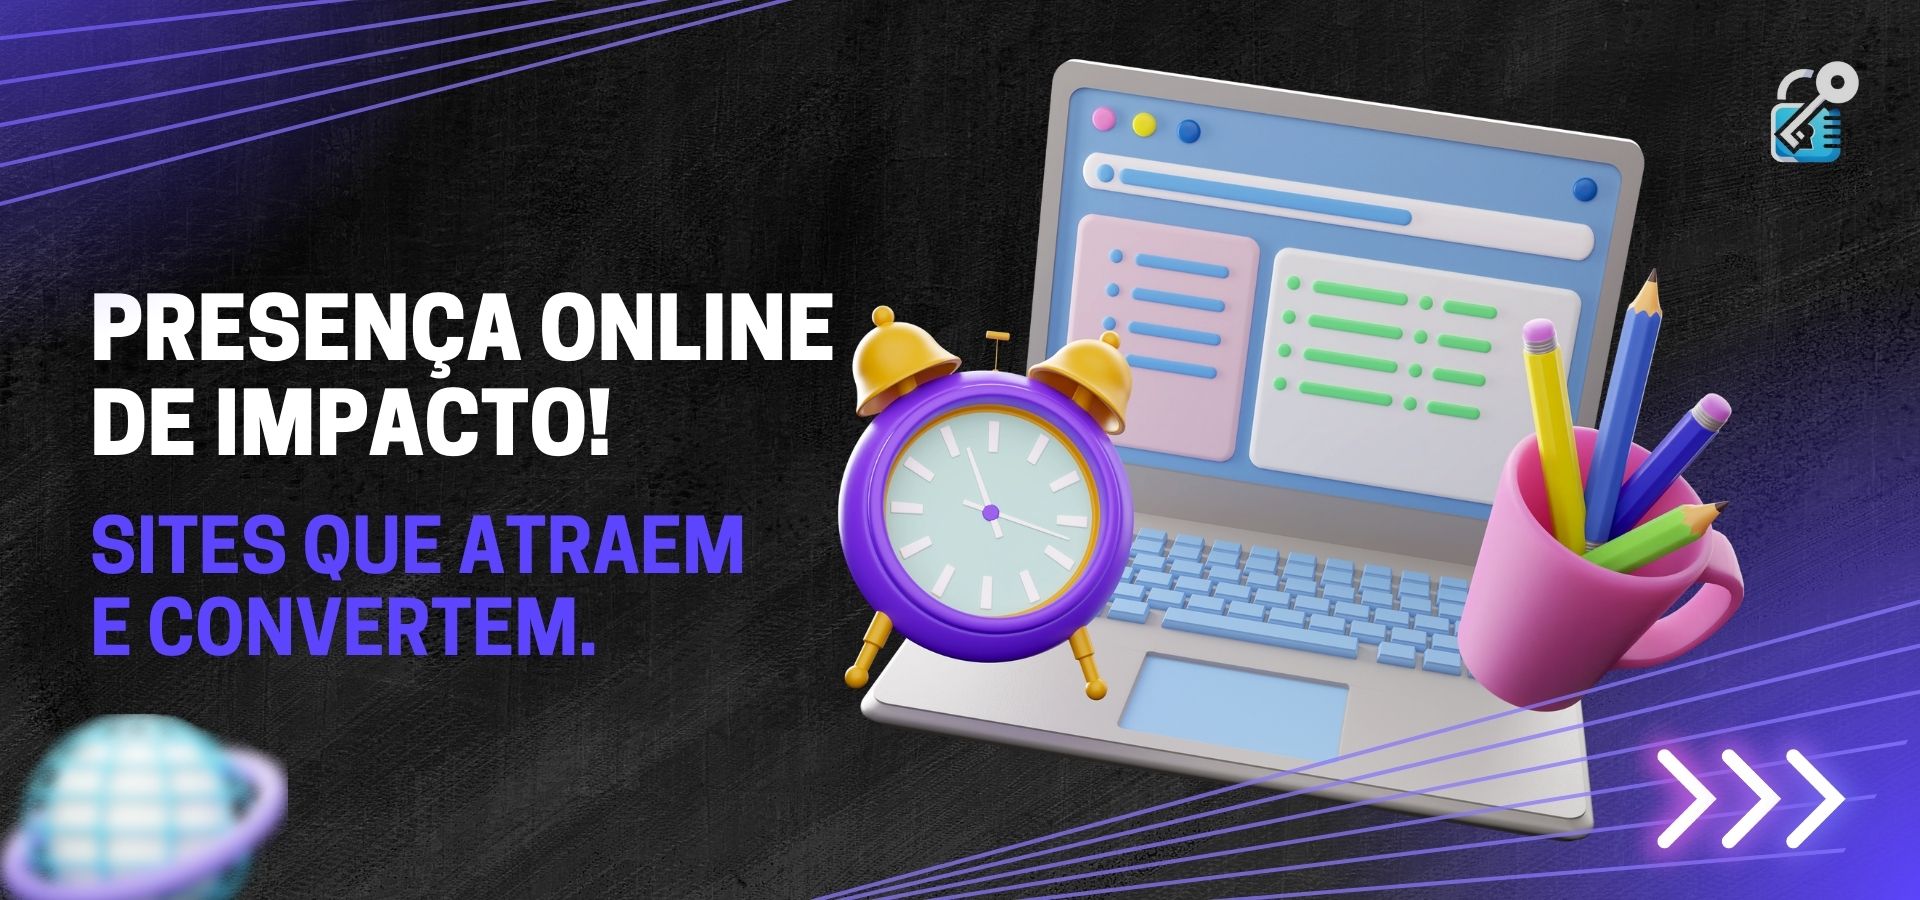 PRESENÇA ONLINE
DE IMPACTO!
SITES QUE ATRAEM
E CONVERTEM.